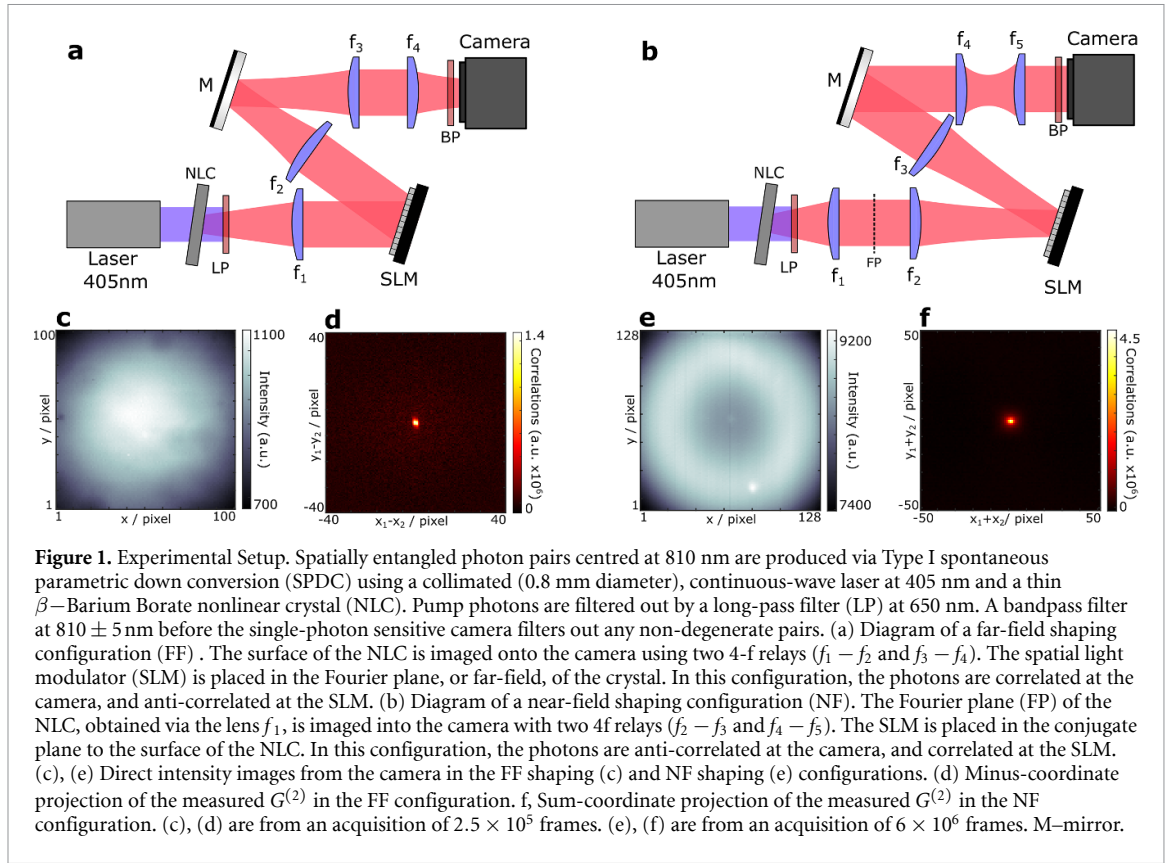 a
f₃
f₄
Camera
M
BP
f₂
NLC
Laser
405nm
LP
f₁
SLM
b
f₄
f₅
Camera
M
BP
f₃
NLC
Laser
405nm
LP
f₁
FP
f₂
SLM
c
100
y / pixel
1
1
x / pixel
100
1100
Intensity (a.u.)
700
d
40
y₁-y₂ / pixel
-40
-40
x₁-x₂ / pixel
40
1.4
Correlations (a.u. x10⁶)
0
e
128
y / pixel
1
1
x / pixel
128
9200
Intensity (a.u.)
7400
f
50
y₁+y₂ / pixel
-50
-50
x₁+x₂ / pixel
50
4.5
Correlations (a.u. x10⁶)
0
Figure 1. Experimental Setup. Spatially entangled photon pairs centred at 810 nm are produced via Type I spontaneous
parametric down conversion (SPDC) using a collimated (0.8 mm diameter), continuous-wave laser at 405 nm and a thin
β−Barium Borate nonlinear crystal (NLC). Pump photons are filtered out by a long-pass filter (LP) at 650 nm. A bandpass filter
at 810 ± 5 nm before the single-photon sensitive camera filters out any non-degenerate pairs. (a) Diagram of a far-field shaping
configuration (FF) . The surface of the NLC is imaged onto the camera using two 4-f relays (f₁ − f₂ and f₃ − f₄). The spatial light
modulator (SLM) is placed in the Fourier plane, or far-field, of the crystal. In this configuration, the photons are correlated at the
camera, and anti-correlated at the SLM. (b) Diagram of a near-field shaping configuration (NF). The Fourier plane (FP) of the
NLC, obtained via the lens f₁, is imaged into the camera with two 4f relays (f₂ − f₃ and f₄ − f₅). The SLM is placed in the conjugate
plane to the surface of the NLC. In this configuration, the photons are anti-correlated at the camera, and correlated at the SLM.
(c), (e) Direct intensity images from the camera in the FF shaping (c) and NF shaping (e) configurations. (d) Minus-coordinate
projection of the measured G⁽²⁾ in the FF configuration. f, Sum-coordinate projection of the measured G⁽²⁾ in the NF
configuration. (c), (d) are from an acquisition of 2.5 × 10⁵ frames. (e), (f) are from an acquisition of 6 × 10⁶ frames. M–mirror.